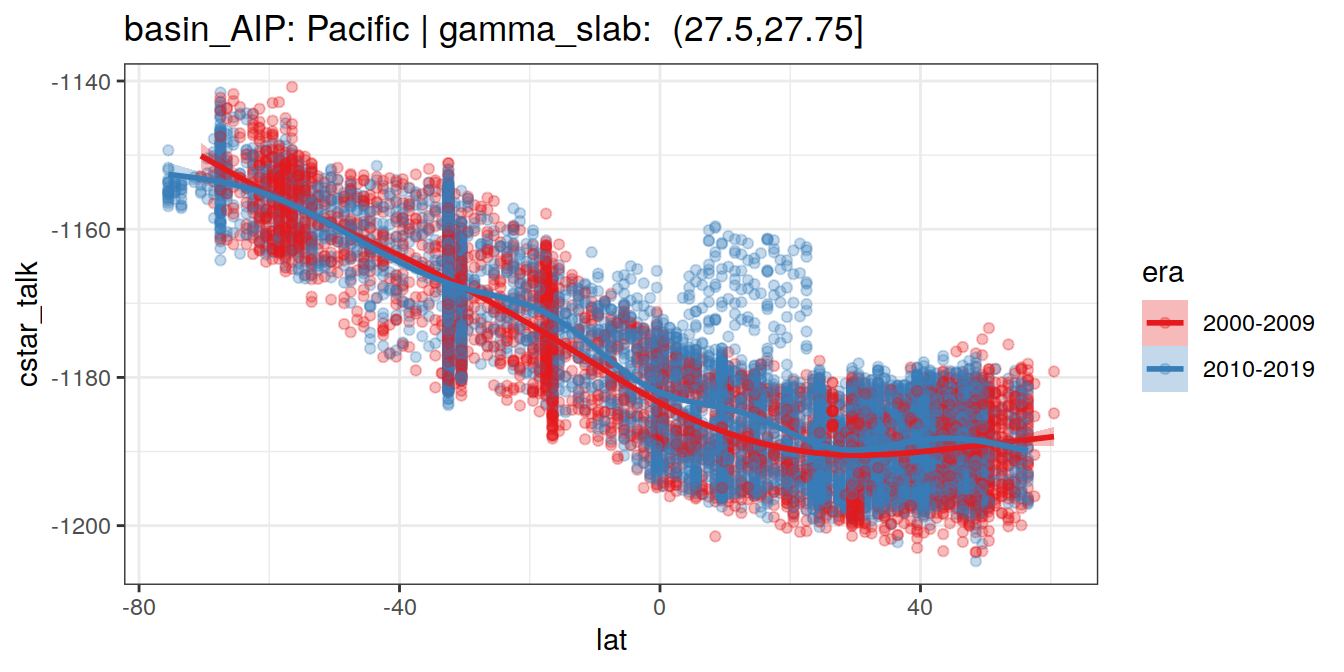 basin_AIP: Pacific | gamma_slab:  (27.5,27.75]
-1140
-1160
-1180
-1200
cstar_talk
-80
-40
0
40
lat
era
2000-2009
2010-2019